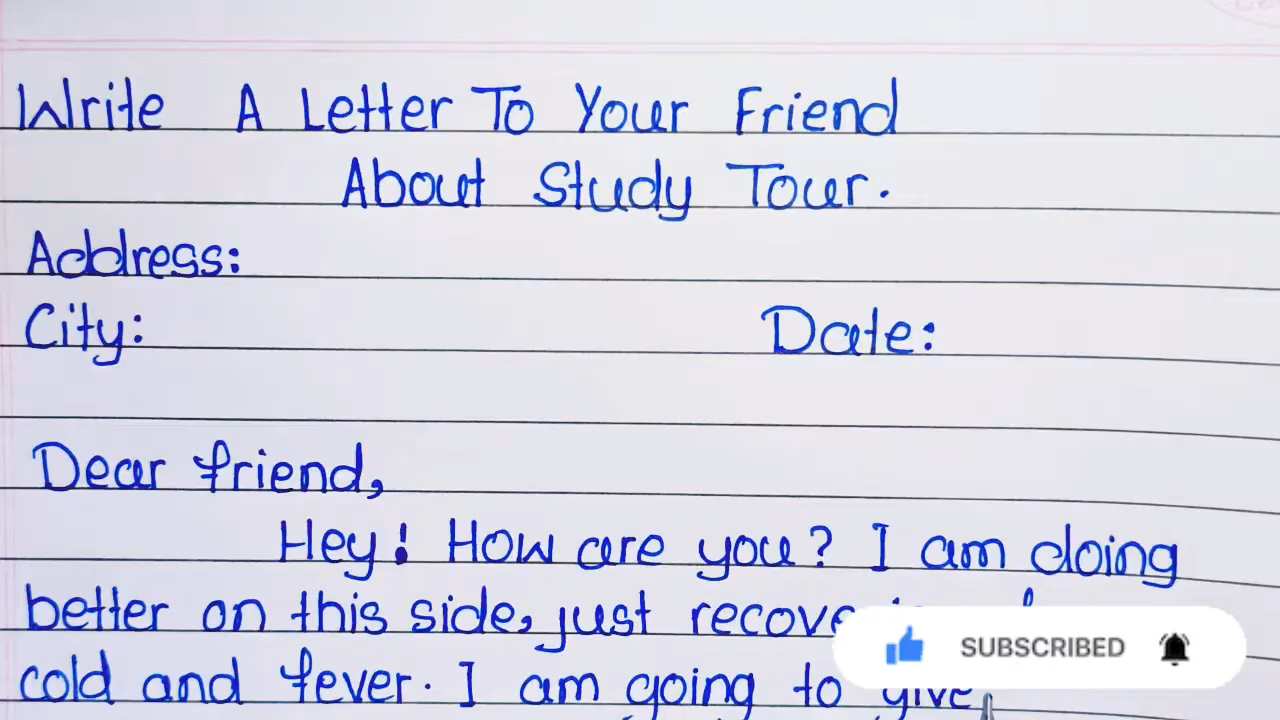 Write A Letter To Your Friend
About Study Tour.
Address:
City:
Date:
Dear friend,
Hey! How are you? I am doing
better on this side, just
cold and fever. I am going to give
SUBSCRIBED